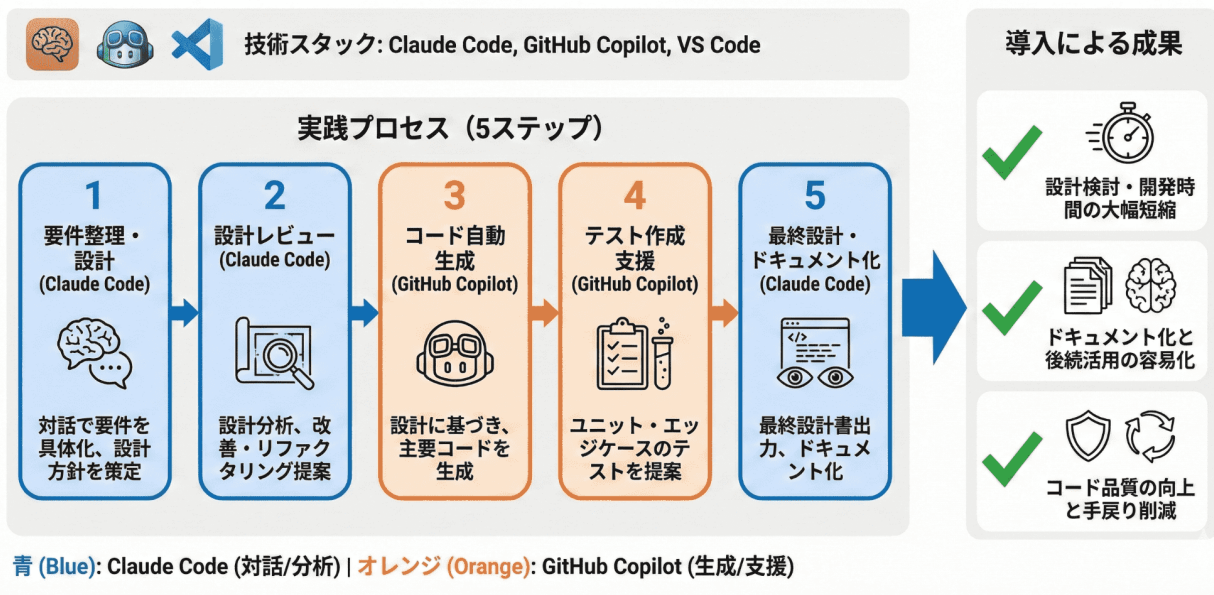 技術スタック: Claude Code, GitHub Copilot, VS Code
実践プロセス（5ステップ）
1
要件整理・
設計
(Claude Code)
対話で要件を
具体化、設計
方針を策定
2
設計レビュー
(Claude Code)
設計分析、改
善・リファク
タリング提案
3
コード自動
生成
(GitHub Copilot)
設計に基づき、
主要コードを
生成
4
テスト作成
支援
(GitHub Copilot)
ユニット・エッ
ジケースのテ
ストを提案
5
最終設計・
ドキュメント化
(Claude Code)
</>
最終設計書出
力、ドキュメ
ント化
導入による成果
設計検討・開発時
間の大幅短縮
ドキュメント化と
後続活用の容易化
コード品質の向上
と手戻り削減
青 (Blue): Claude Code (対話/分析) | オレンジ (Orange): GitHub Copilot (生成/支援)